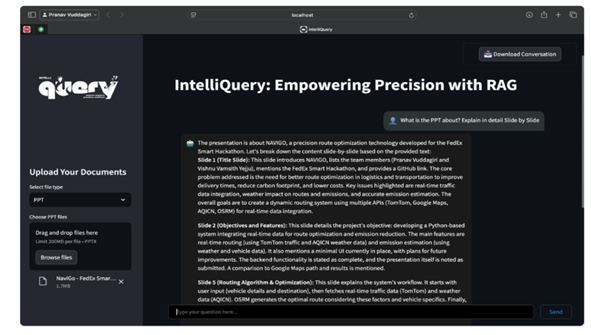 Pranav Vuddagiri
localhost
IntelliQuery
Download Conversation
INTELLI
query
IntelliQuery: Empowering Precision with RAG
What is the PPT about? Explain in detail Slide by Slide
The presentation is about NAVIGO, a precision route optimization technology developed for the FedEx
Smart Hackathon. Let's break down the content slide-by-slide based on the provided text:
Slide 1 (Title Slide): This slide introduces NAVIGO, lists the team members (Pranav Vuddagiri and
Vishnu Vamsith Yejju), mentions the FedEx Smart Hackathon, and provides a GitHub link. The core
problem addressed is the need for better route optimization in logistics and transportation to improve
delivery times, reduce carbon footprint, and lower costs. Key issues highlighted are real-time traffic
data integration, weather impact on routes and emissions, and accurate emission estimation. The
overall goal is to create a dynamic routing system using multiple APIs (TomTom, Google Maps,
AQICN, OSRM) for real-time data integration.
Slide 2 (Objectives and Features): This slide details the project's objective: developing a Python-based
system integrating real-time data for route optimization and emission reduction. The main features are
real-time routing (using TomTom traffic and AQICN weather data) and emission estimation (using
weather and vehicle data). It also mentions a minimal UI currently in place, with plans for future
improvements. The backend functionality is stated as complete, and the presentation itself is noted as
submitted. A comparison to Google Maps path and results is mentioned.
Slide 5 (Routing Algorithm & Optimization): This slide explains the system's workflow. It starts with
user input (vehicle details and destination), then fetches real-time traffic data (TomTom) and weather
data (AQICN). OSRM generates the optimal route considering these factors and vehicle specifics. Finally,
Upload Your Documents
Select file type
PPT
Choose PPT files
Drag and drop files here
Limit 200MB per file • PPTX
Browse files
NaviGo - FedEx Smar...
1.7MB
Type your question here...
Send